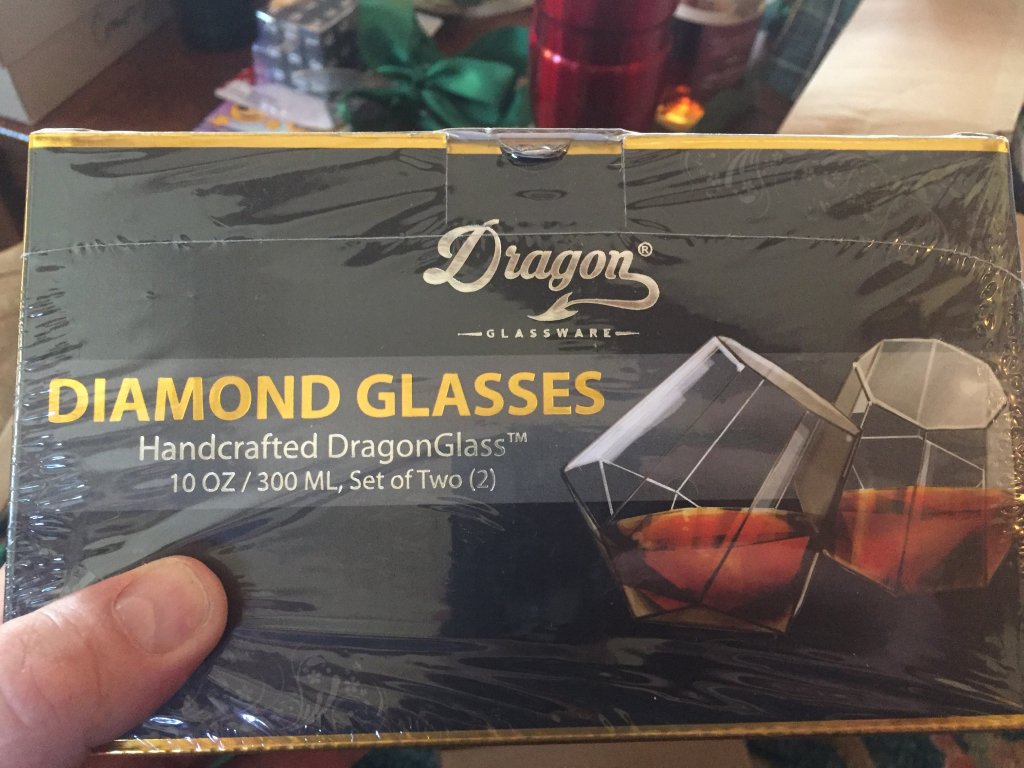 Dragon®
GLASSWARE
DIAMOND GLASSES
Handcrafted DragonGlass™
10 OZ / 300 ML, Set of Two (2)